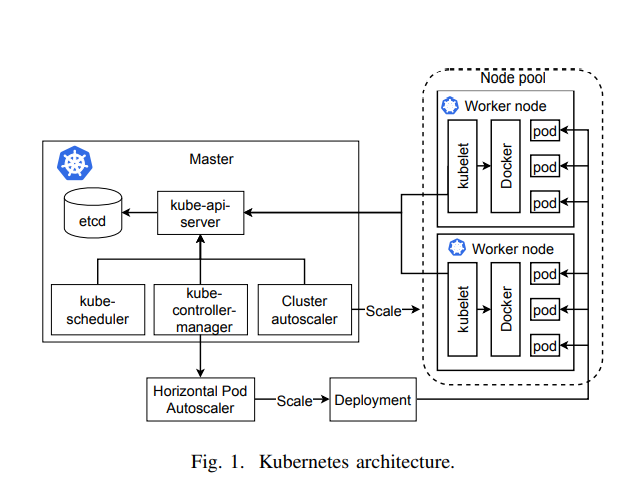 Node pool
Worker node
kubelet
Docker
pod
pod
pod
Master
etcd
kube-api-
server
kube-
scheduler
kube-
controller-
manager
Cluster
autoscaler
Scale
Worker node
kubelet
Docker
pod
pod
pod
Horizontal Pod
Autoscaler
Scale
Deployment
Fig. 1. Kubernetes architecture.